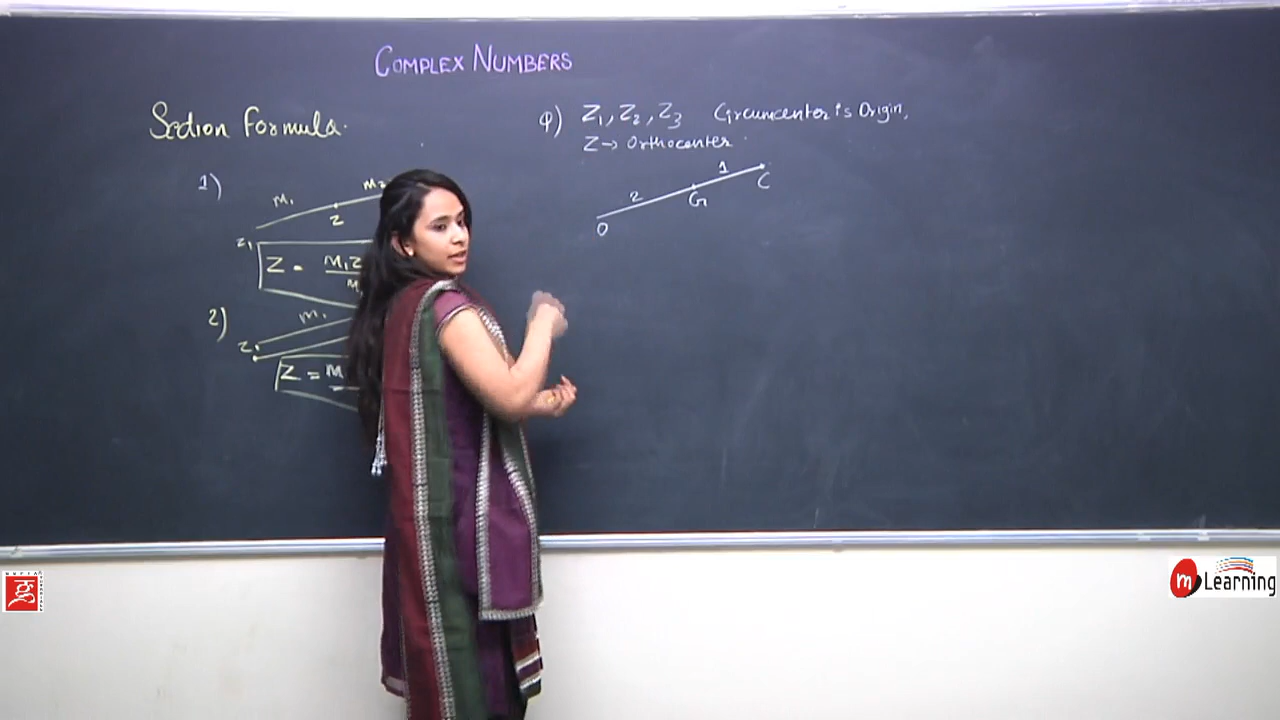 COMPLEX NUMBERS
Section Formula.
1)
m₁ m₂
z
z₁
Z = m₁z
m
2)
m₁
z₁
Z = m
Q) Z₁, Z₂, Z₃ Circumcenter is Origin.
Z → Orthocenter.
2 1
O G C
m Learning